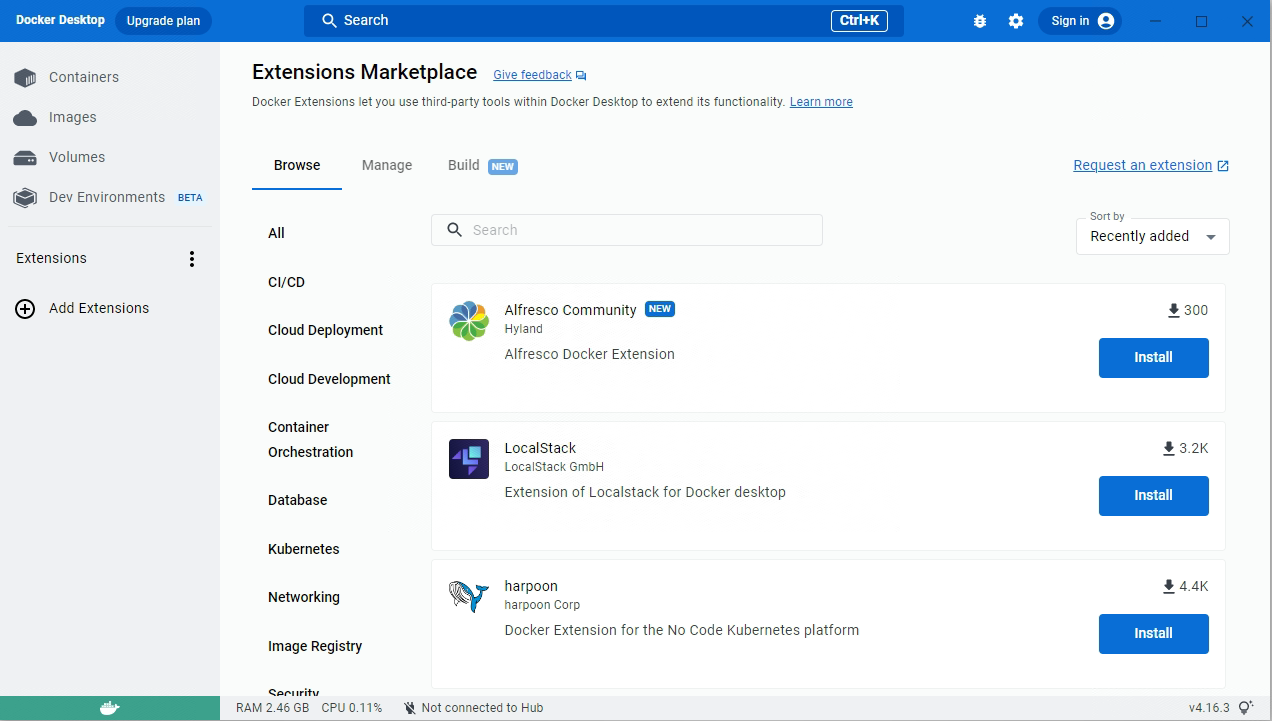 Docker Desktop Upgrade plan Search Ctrl+K Sign in
Containers
Images
Volumes
Dev Environments BETA
Extensions
Add Extensions
Extensions Marketplace Give feedback
Docker Extensions let you use third-party tools within Docker Desktop to extend its functionality. Learn more
Browse Manage Build NEW
Request an extension
All
CI/CD
Cloud Deployment
Cloud Development
Container
Orchestration
Database
Kubernetes
Networking
Image Registry
Security
Search
Sort by
Recently added
Alfresco Community NEW
300
Hyland
Alfresco Docker Extension
Install
LocalStack
3.2K
LocalStack GmbH
Extension of Localstack for Docker desktop
Install
harpoon
4.4K
harpoon Corp
Docker Extension for the No Code Kubernetes platform
Install
RAM 2.46 GB CPU 0.11% Not connected to Hub v4.16.3